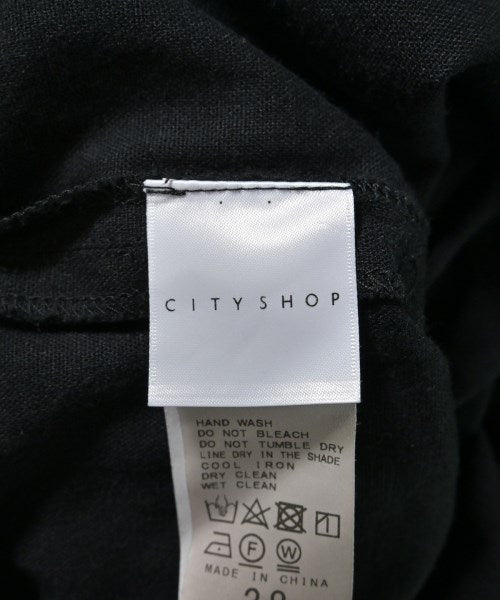 CITYSHOP
HAND WASH
DO NOT BLEACH
DO NOT TUMBLE DRY
LINE DRY IN THE SHADE
COOL IRON
DRY CLEAN
WET CLEAN
F W
MADE IN CHINA
38